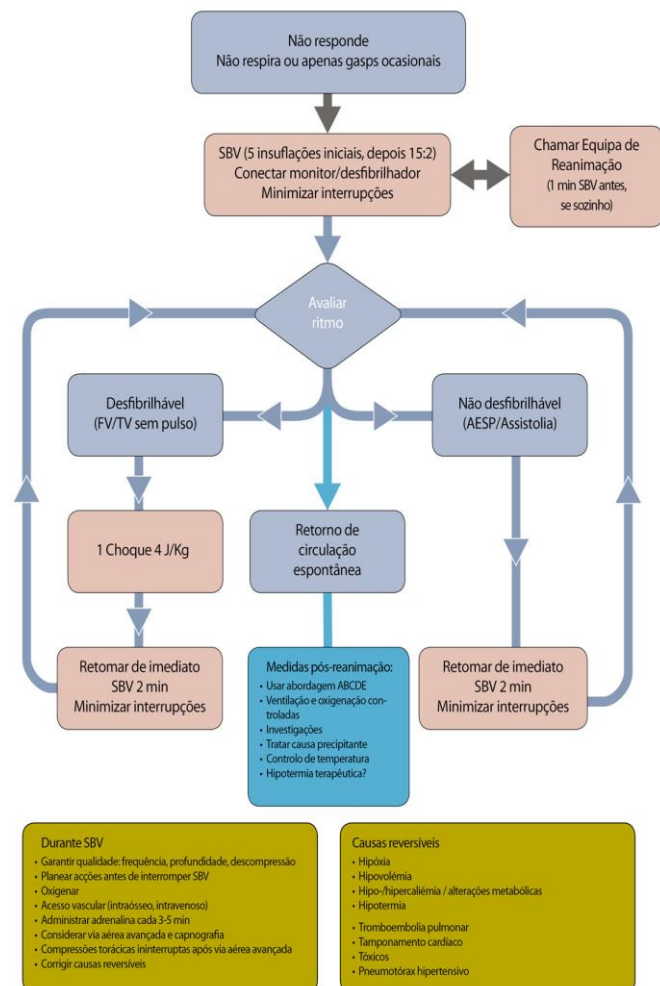 Não responde
Não respira ou apenas gasps ocasionais
SBV (5 insuflações iniciais, depois 15:2)
Conectar monitor/desfibrilhador
Minimizar interrupções
Chamar Equipa de
Reanimação
(1 min SBV antes,
se sozinho)
Avaliar
ritmo
Desfibrilhável
(FV/TV sem pulso)
Não desfibrilhável
(AESP/Assistolia)
1 Choque 4 J/Kg
Retorno de
circulação
espontânea
Retomar de imediato
SBV 2 min
Minimizar interrupções
Medidas pós-reanimação:
• Usar abordagem ABCDE
• Ventilação e oxigenação con-
troladas
• Investigações
• Tratar causa precipitante
• Controlo de temperatura
• Hipotermia terapêutica?
Retomar de imediato
SBV 2 min
Minimizar interrupções
Durante SBV
• Garantir qualidade: frequência, profundidade, descompressão
• Planear acções antes de interromper SBV
• Oxigenar
• Acesso vascular (intraósseo, intravenoso)
• Administrar adrenalina cada 3-5 min
• Considerar via aérea avançada e capnografia
• Compressões torácicas ininterruptas após via aérea avançada
• Corrigir causas reversíveis
Causas reversíveis
• Hipóxia
• Hipovolémia
• Hipo-/hipercaliémia / alterações metabólicas
• Hipotermia
• Tromboembolia pulmonar
• Tamponamento cardíaco
• Tóxicos
• Pneumotórax hipertensivo